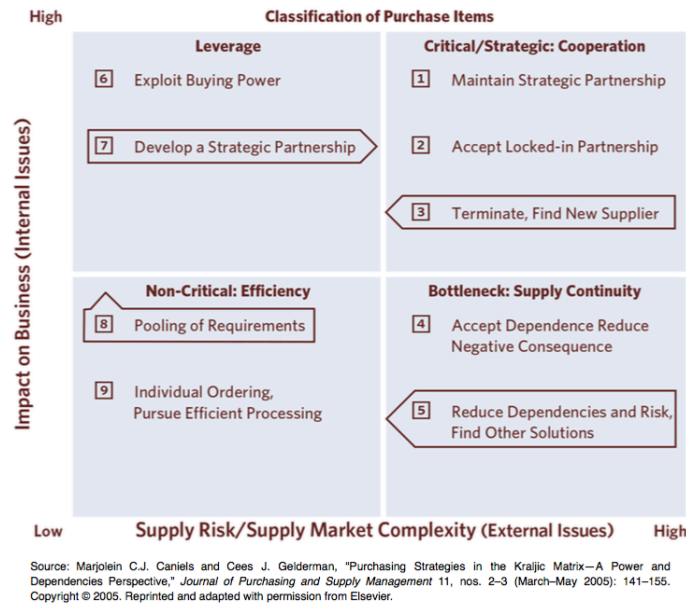 High
Classification of Purchase Items
Leverage
6 Exploit Buying Power
7 Develop a Strategic Partnership
Critical/Strategic: Cooperation
1 Maintain Strategic Partnership
2 Accept Locked-in Partnership
3 Terminate, Find New Supplier
Impact on Business (Internal Issues)
Non-Critical: Efficiency
8 Pooling of Requirements
9 Individual Ordering,
Pursue Efficient Processing
Bottleneck: Supply Continuity
4 Accept Dependence Reduce
Negative Consequence
5 Reduce Dependencies and Risk,
Find Other Solutions
Low
Supply Risk/Supply Market Complexity (External Issues)
High
Source: Marjolein C.J. Caniels and Cees J. Gelderman, "Purchasing Strategies in the Kraljic Matrix—A Power and
Dependencies Perspective," Journal of Purchasing and Supply Management 11, nos. 2–3 (March–May 2005): 141–155.
Copyright © 2005. Reprinted and adapted with permission from Elsevier.